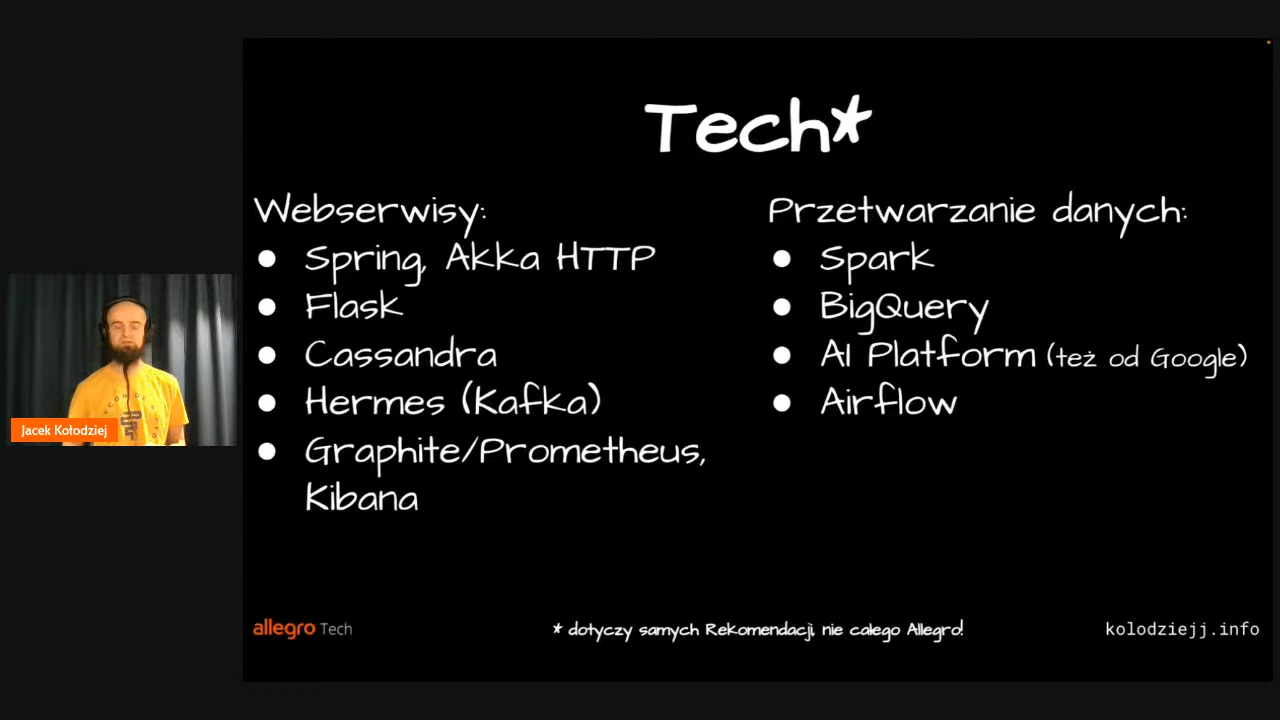 Tech*
Webserwisy:
● Spring, Akka HTTP
● Flask
● Cassandra
● Hermes (Kafka)
● Graphite/Prometheus,
Kibana
Przetwarzanie danych:
● Spark
● BigQuery
● AI Platform (też od Google)
● Airflow
Jacek Kołodziej
allegro Tech
* dotyczy samych Rekomendacji, nie całego Allegro!
kolodziejj.info